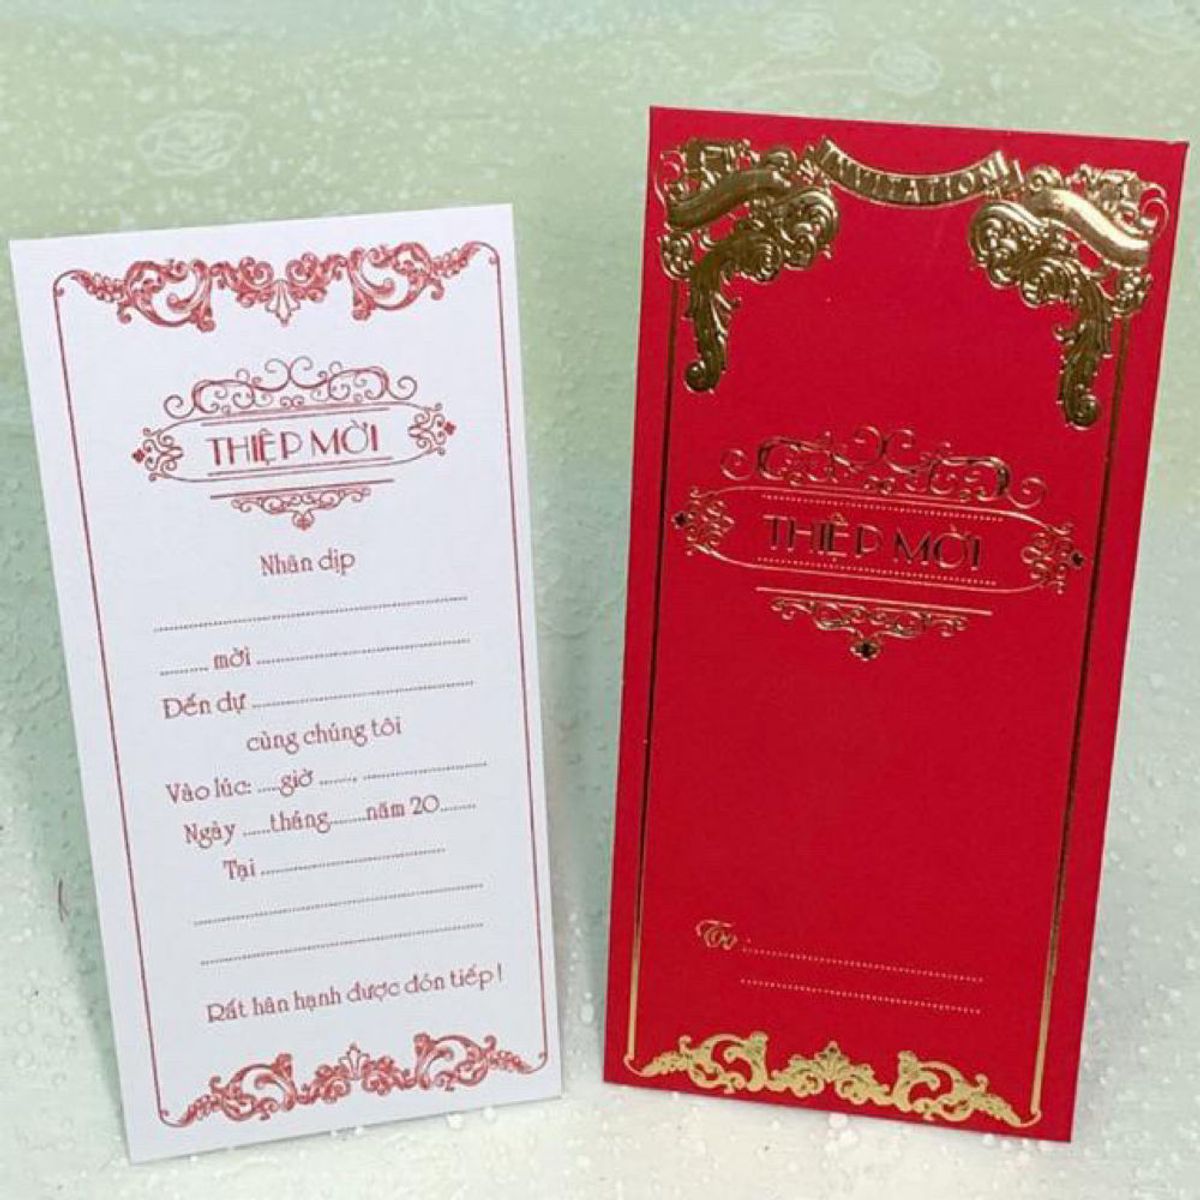 THIỆP MỜI
Nhân dịp
................................................
......... mời ................................
Đến dự ................................
cùng chúng tôi
Vào lúc: ....giờ ......., ...................
Ngày ......tháng........năm 20........
Tại ................................
................................................
................................................
Rất hân hạnh được đón tiếp !
INVITATION
THIỆP MỜI
To : ................................
................................